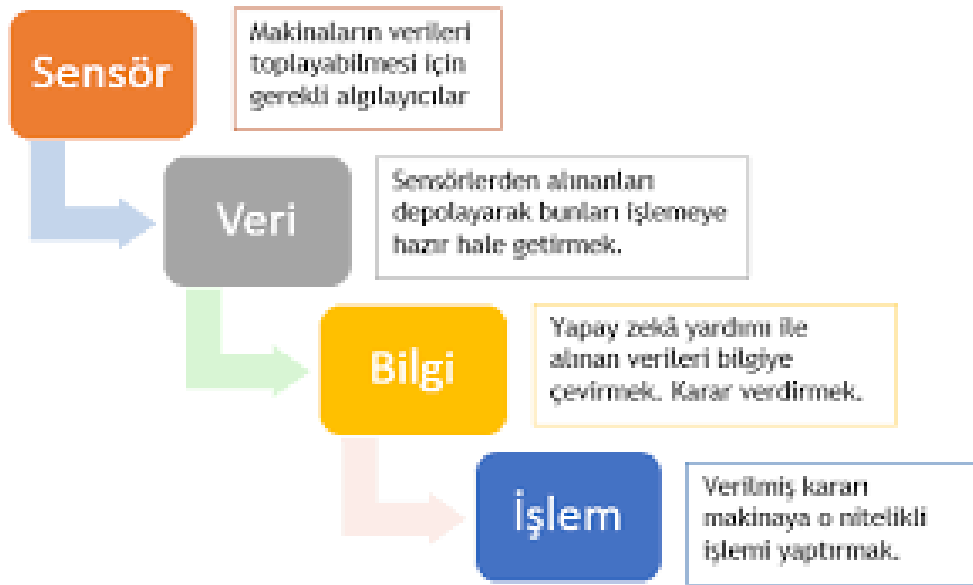 Sensör
Makinaların verileri
toplayabilmesi için
gerekli algılayıcılar
Veri
Sensörlerden alınanları
depolayarak bunları işlemeye
hazır hale getirmek.
Bilgi
Yapay zekâ yardımı ile
alınan verileri bilgiye
çevirmek. Karar verdirmek.
İşlem
Verilmiş kararı
makinaya o nitelikli
işlemi yaptırmak.